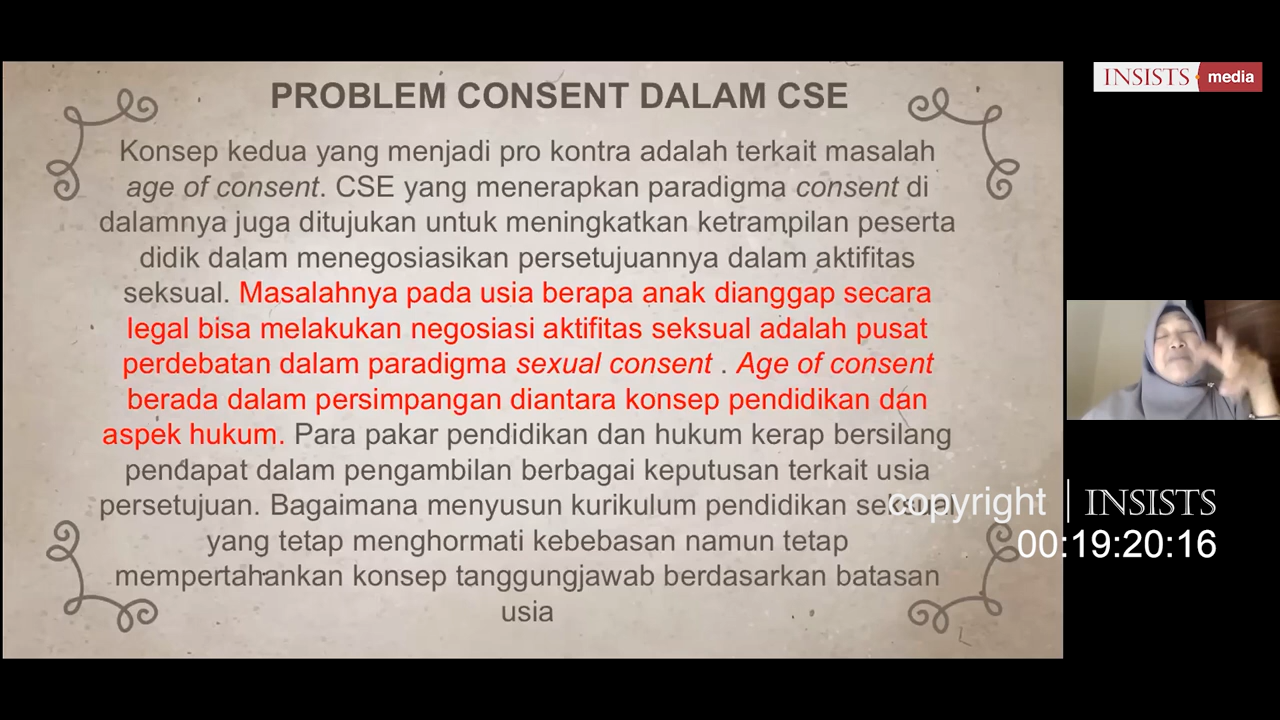 PROBLEM CONSENT DALAM CSE
Konsep kedua yang menjadi pro kontra adalah terkait masalah
age of consent. CSE yang menerapkan paradigma consent di
dalamnya juga ditujukan untuk meningkatkan ketrampilan peserta
didik dalam menegosiasikan persetujuannya dalam aktifitas
seksual. Masalahnya pada usia berapa anak dianggap secara
legal bisa melakukan negosiasi aktifitas seksual adalah pusat
perdebatan dalam paradigma sexual consent . Age of consent
berada dalam persimpangan diantara konsep pendidikan dan
aspek hukum. Para pakar pendidikan dan hukum kerap bersilang
pendapat dalam pengambilan berbagai keputusan terkait usia
persetujuan. Bagaimana menyusun kurikulum pendidikan seksual
yang tetap menghormati kebebasan namun tetap
mempertahankan konsep tanggungjawab berdasarkan batasan
usia
INSISTS media
copyright | INSISTS
00:19:20:16